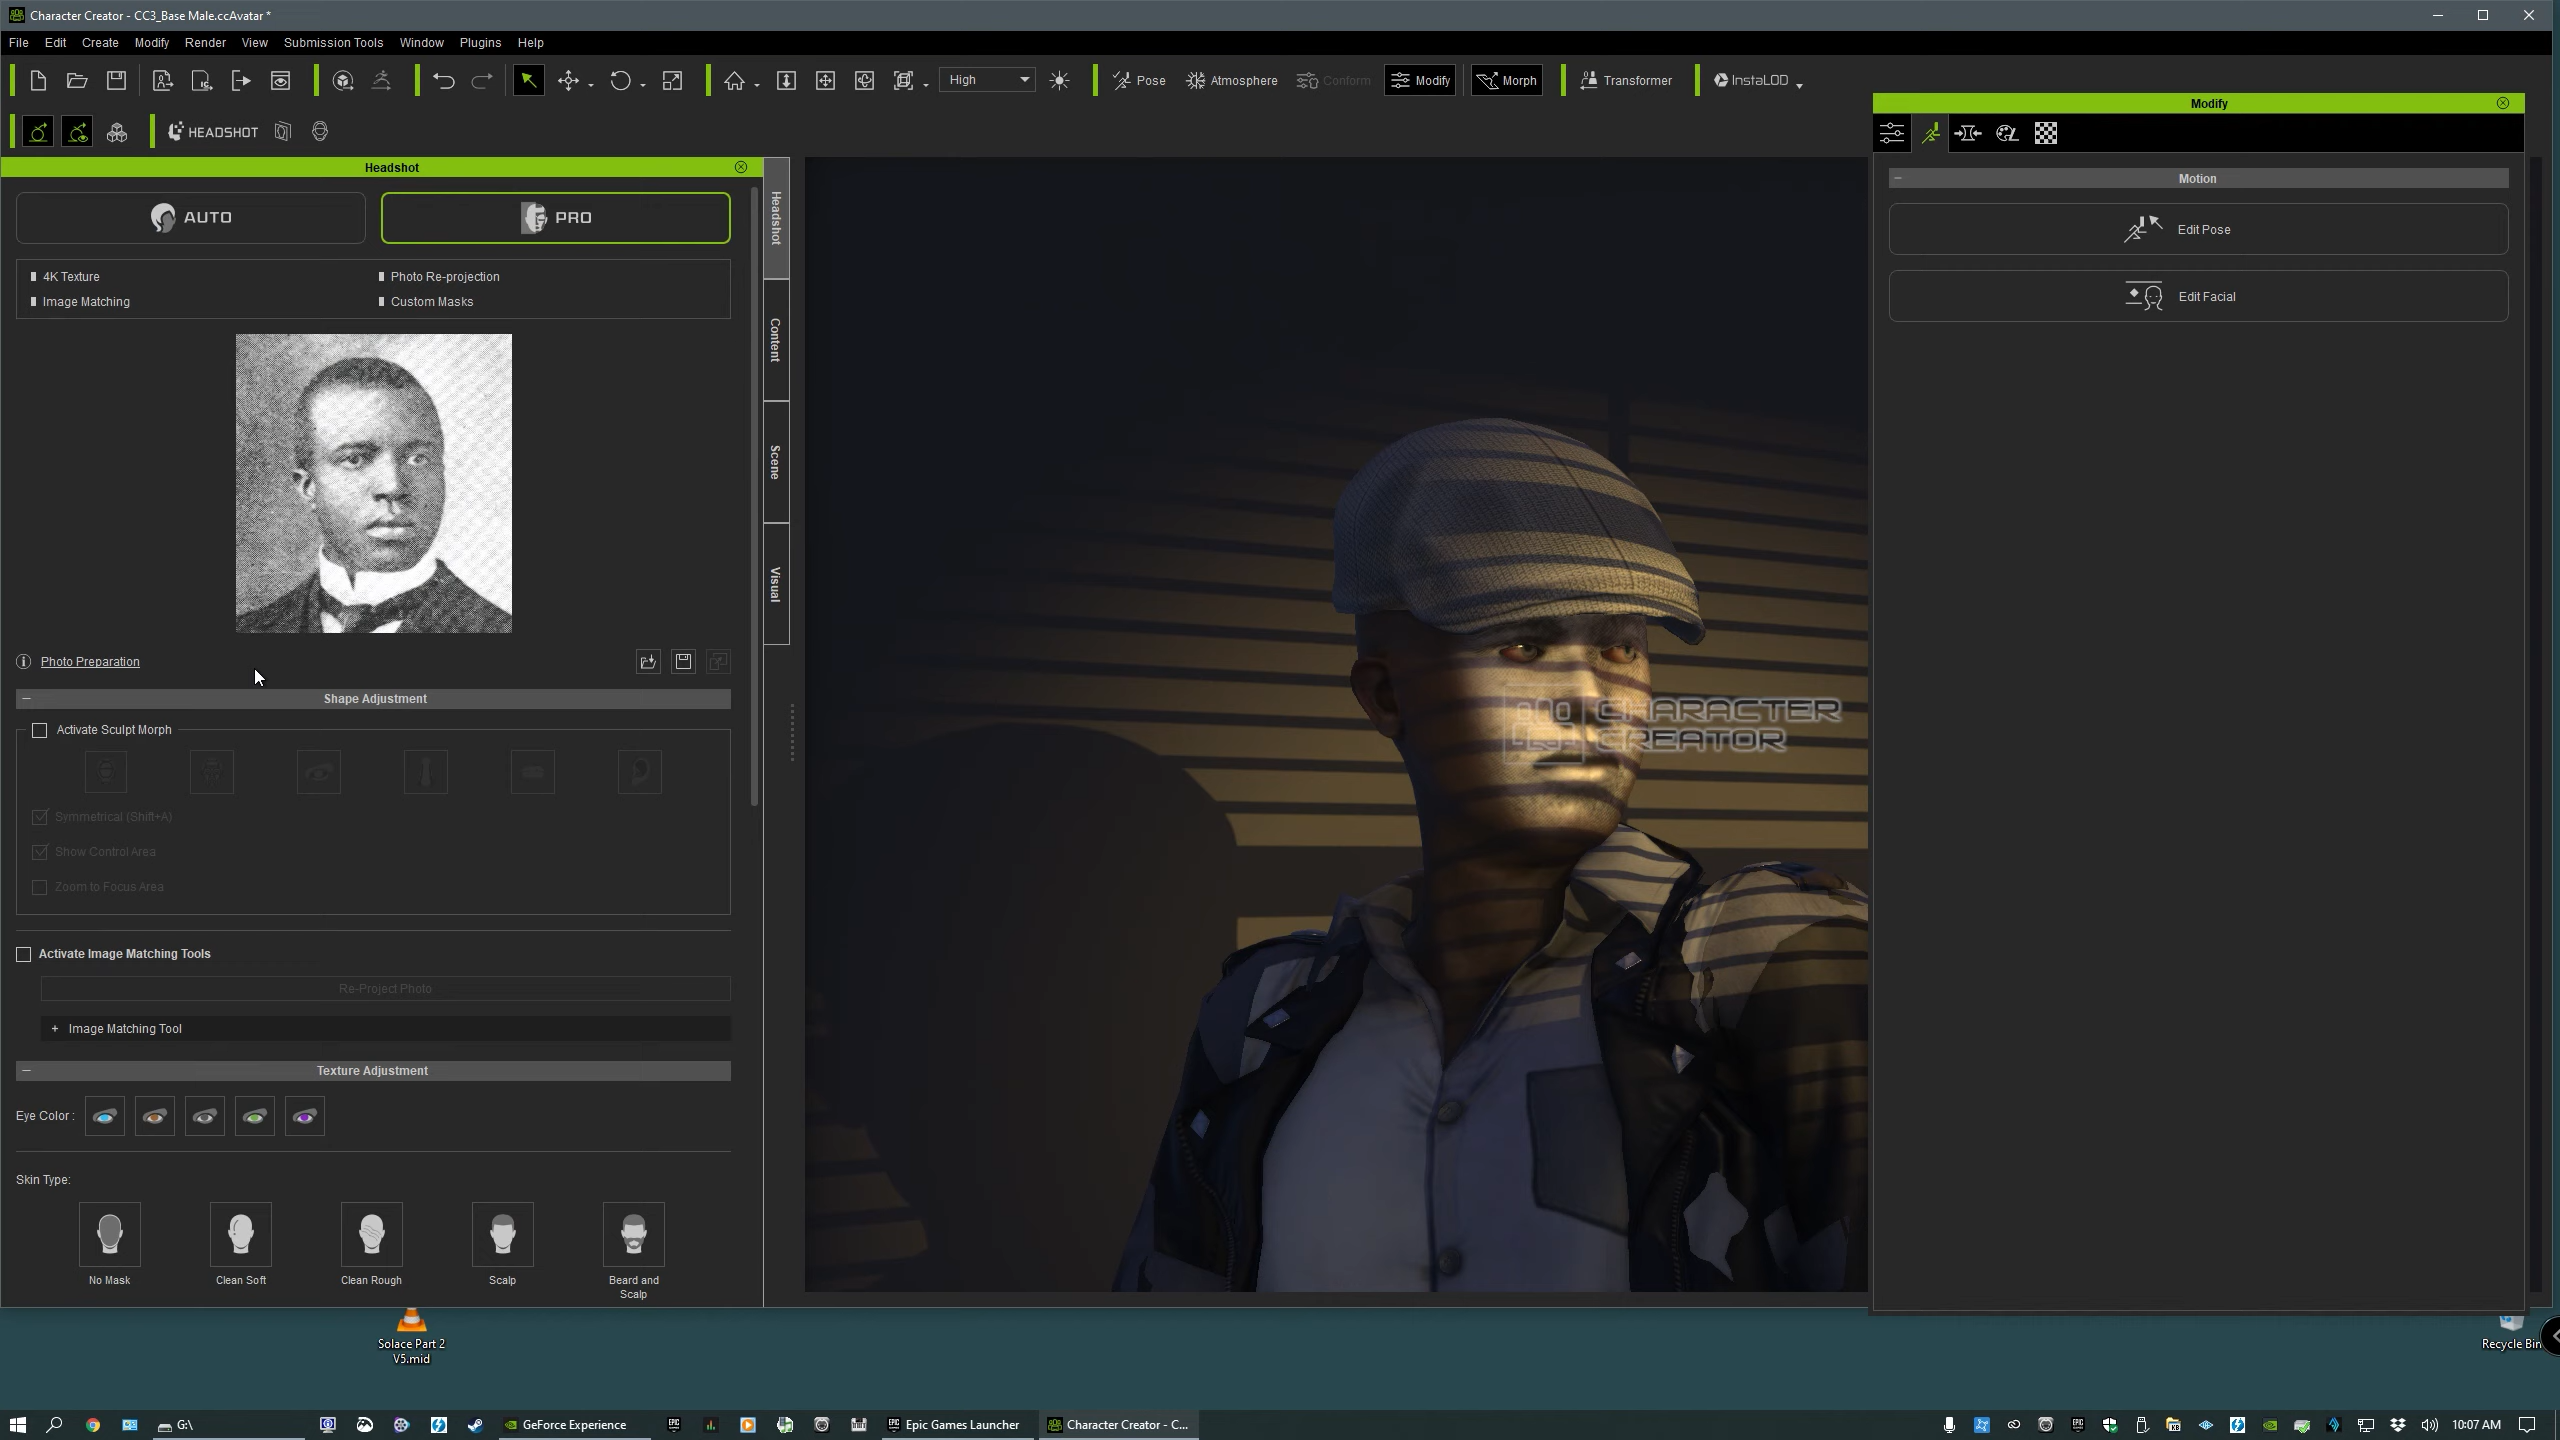 Character Creator - CC3_Base Male.ccAvatar *
File Edit Create Modify Render View Submission Tools Window Plugins Help
High Pose Atmosphere Conform Modify Morph Transformer InstaLOD
HEADSHOT
Modify
Headshot
AUTO PRO
4K Texture Photo Re-projection
Image Matching Custom Masks
Headshot
Content
Scene
Visual
Motion
Edit Pose
Edit Facial
Photo Preparation
Shape Adjustment
Activate Sculpt Morph
Symmetrical (Shift+A)
Show Control Area
Zoom to Focus Area
Activate Image Matching Tools
Re-Project Photo
+ Image Matching Tool
Texture Adjustment
Eye Color :
Skin Type:
No Mask Clean Soft Clean Rough Scalp Beard and
Scalp
CHARACTER
CREATOR
Solace Part 2
V5.mid
Recycle Bin
G:\ GeForce Experience Epic Games Launcher Character Creator - C... 10:07 AM